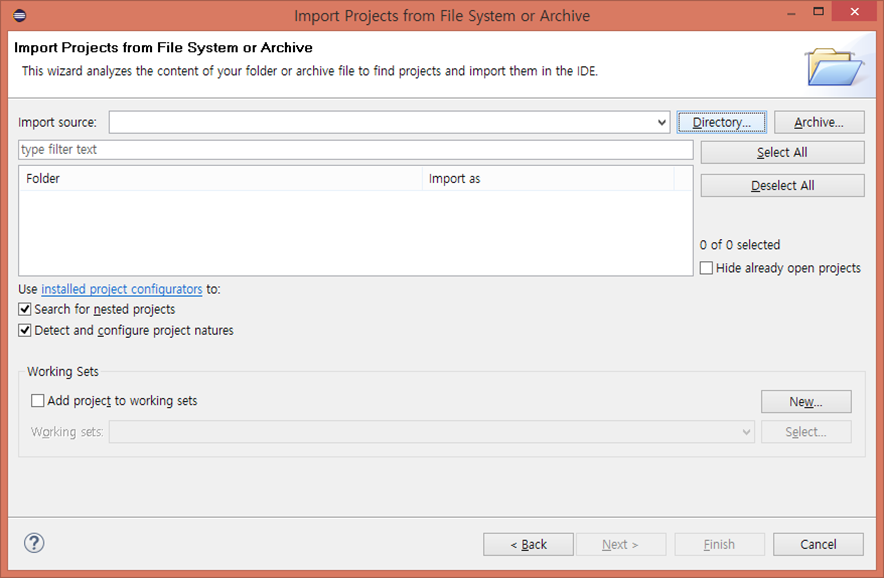 Import Projects from File System or Archive
Import Projects from File System or Archive
This wizard analyzes the content of your folder or archive file to find projects and import them in the IDE.
Import source: Directory... Archive...
type filter text Select All
Folder Import as
Deselect All
0 of 0 selected
Hide already open projects
Use installed project configurators to:
Search for nested projects
Detect and configure project natures
Working Sets
Add project to working sets New...
Working sets: Select...
? < Back Next > Finish Cancel